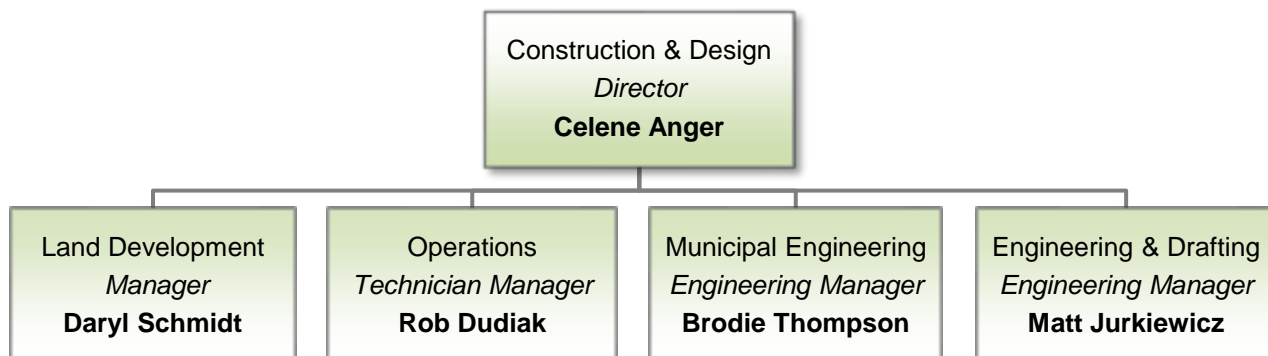 Construction & Design
Director
Celene Anger
Land Development
Manager
Daryl Schmidt
Operations
Technician Manager
Rob Dudiak
Municipal Engineering
Engineering Manager
Brodie Thompson
Engineering & Drafting
Engineering Manager
Matt Jurkiewicz